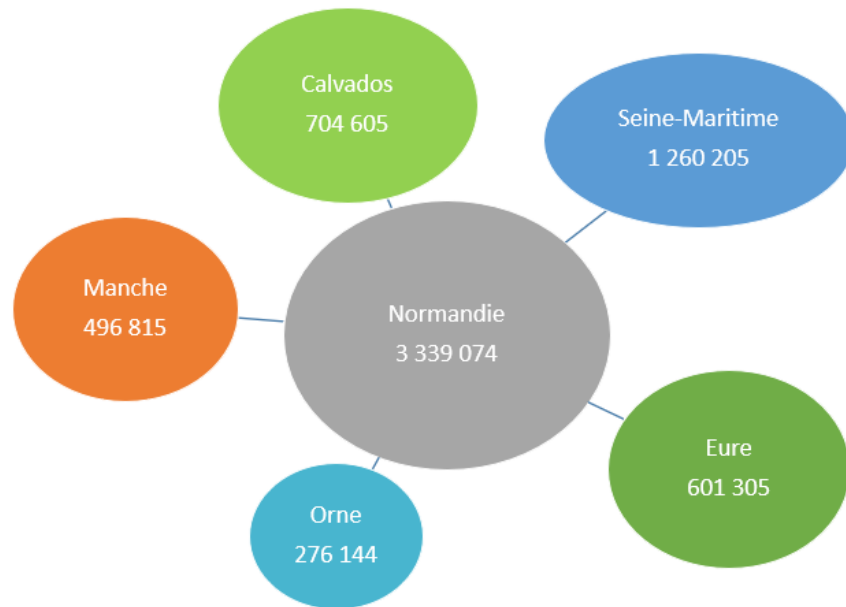 Calvados
704 605
Seine-Maritime
1 260 205
Manche
496 815
Normandie
3 339 074
Eure
601 305
Orne
276 144